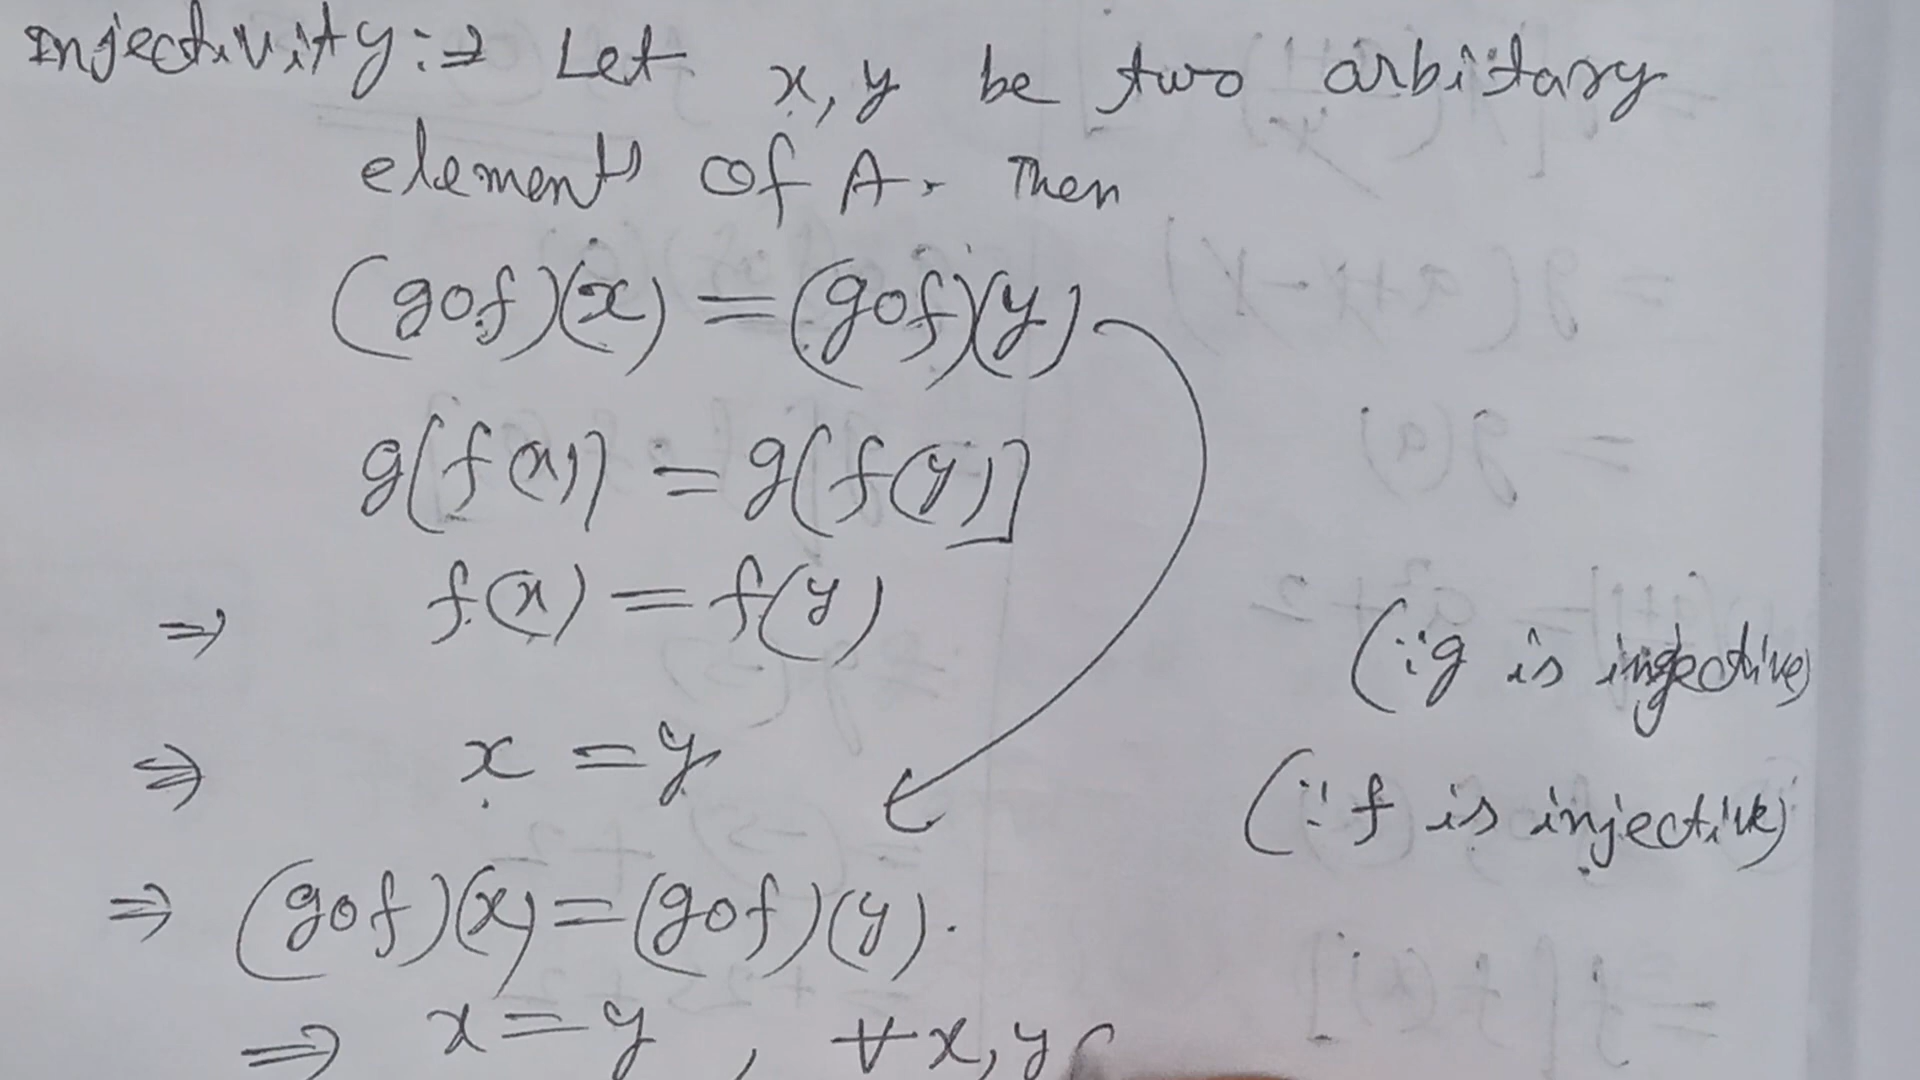 Injectivity :⇒ Let x, y be two arbitary
elements of A. Then
(gof)(x) = (gof)(y)
g[f(x)] = g[f(y)]
⇒ f(x) = f(y) (∵ g is injective)
⇒ x = y (∵ f is injective)
⇒ (gof)(x) = (gof)(y).
⇒ x = y, ∀ x, y